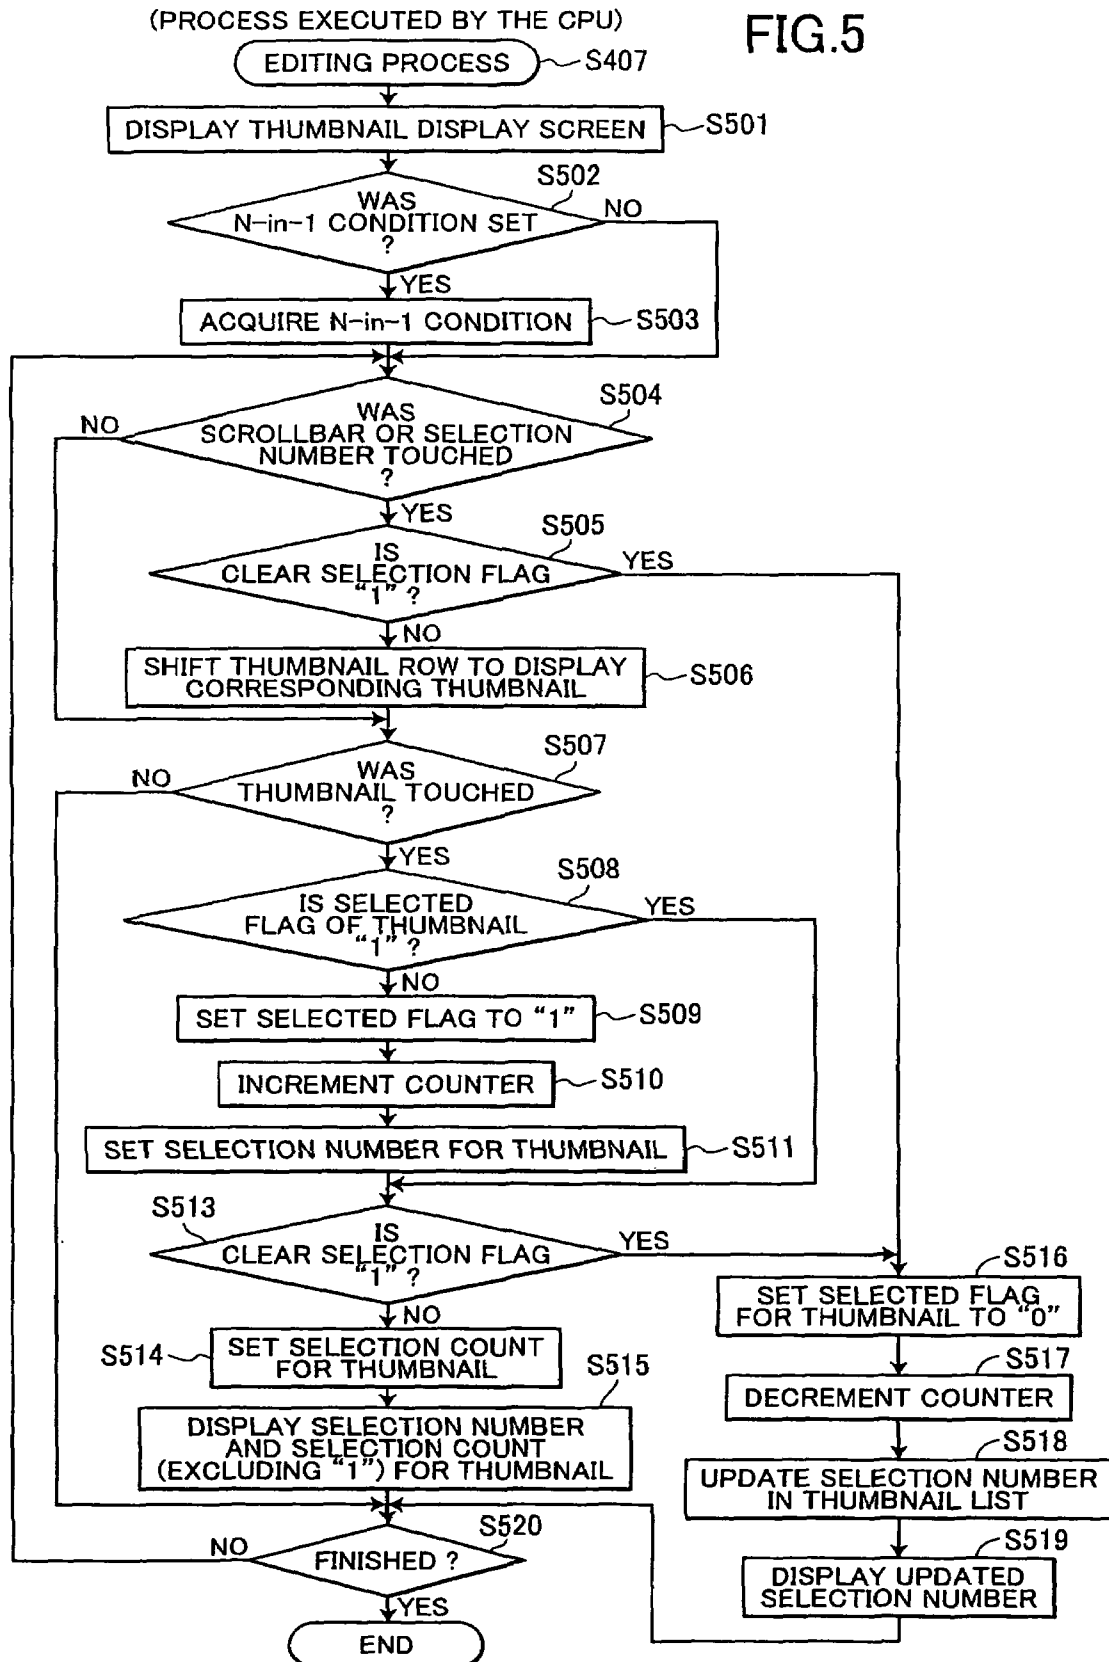 (PROCESS EXECUTED BY THE CPU)
FIG.5
EDITING PROCESS
S407
DISPLAY THUMBNAIL DISPLAY SCREEN
S501
S502
WAS
N-in-1 CONDITION SET
?
NO
YES
ACQUIRE N-in-1 CONDITION
S503
S504
NO
WAS
SCROLLBAR OR SELECTION
NUMBER TOUCHED
?
YES
S505
IS
CLEAR SELECTION FLAG
“1” ?
YES
NO
SHIFT THUMBNAIL ROW TO DISPLAY
CORRESPONDING THUMBNAIL
S506
S507
NO
WAS
THUMBNAIL TOUCHED
?
YES
S508
IS SELECTED
FLAG OF THUMBNAIL
“1” ?
YES
NO
SET SELECTED FLAG TO “1”
S509
INCREMENT COUNTER
S510
SET SELECTION NUMBER FOR THUMBNAIL
S511
S513
IS
CLEAR SELECTION FLAG
“1” ?
YES
NO
S514
SET SELECTION COUNT
FOR THUMBNAIL
S515
DISPLAY SELECTION NUMBER
AND SELECTION COUNT
(EXCLUDING “1”) FOR THUMBNAIL
S516
SET SELECTED FLAG
FOR THUMBNAIL TO “0”
S517
DECREMENT COUNTER
S518
UPDATE SELECTION NUMBER
IN THUMBNAIL LIST
S519
DISPLAY UPDATED
SELECTION NUMBER
S520
NO
FINISHED ?
YES
END